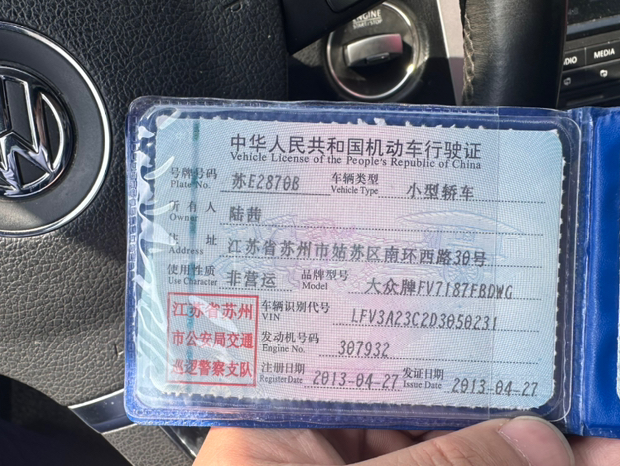 ENGINE
START/STOP
MEDIA
中华人民共和国机动车行驶证
Vehicle License of the People's Republic of China
号牌号码 苏E2870B 车辆类型 小型轿车
Plate No. Vehicle Type
所有人 陆茜
Owner
住址 江苏省苏州市姑苏区南环西路30号
Address
使用性质 非营运 品牌型号 大众牌FV7187FBDWG
Use Character Model
江苏省苏州
市公安局交通
巡逻警察支队
车辆识别代号 LFV3A23C2D3050231
VIN
发动机号码 307932
Engine No.
注册日期 2013-04-27 发证日期 2013-04-27
Register Date Issue Date